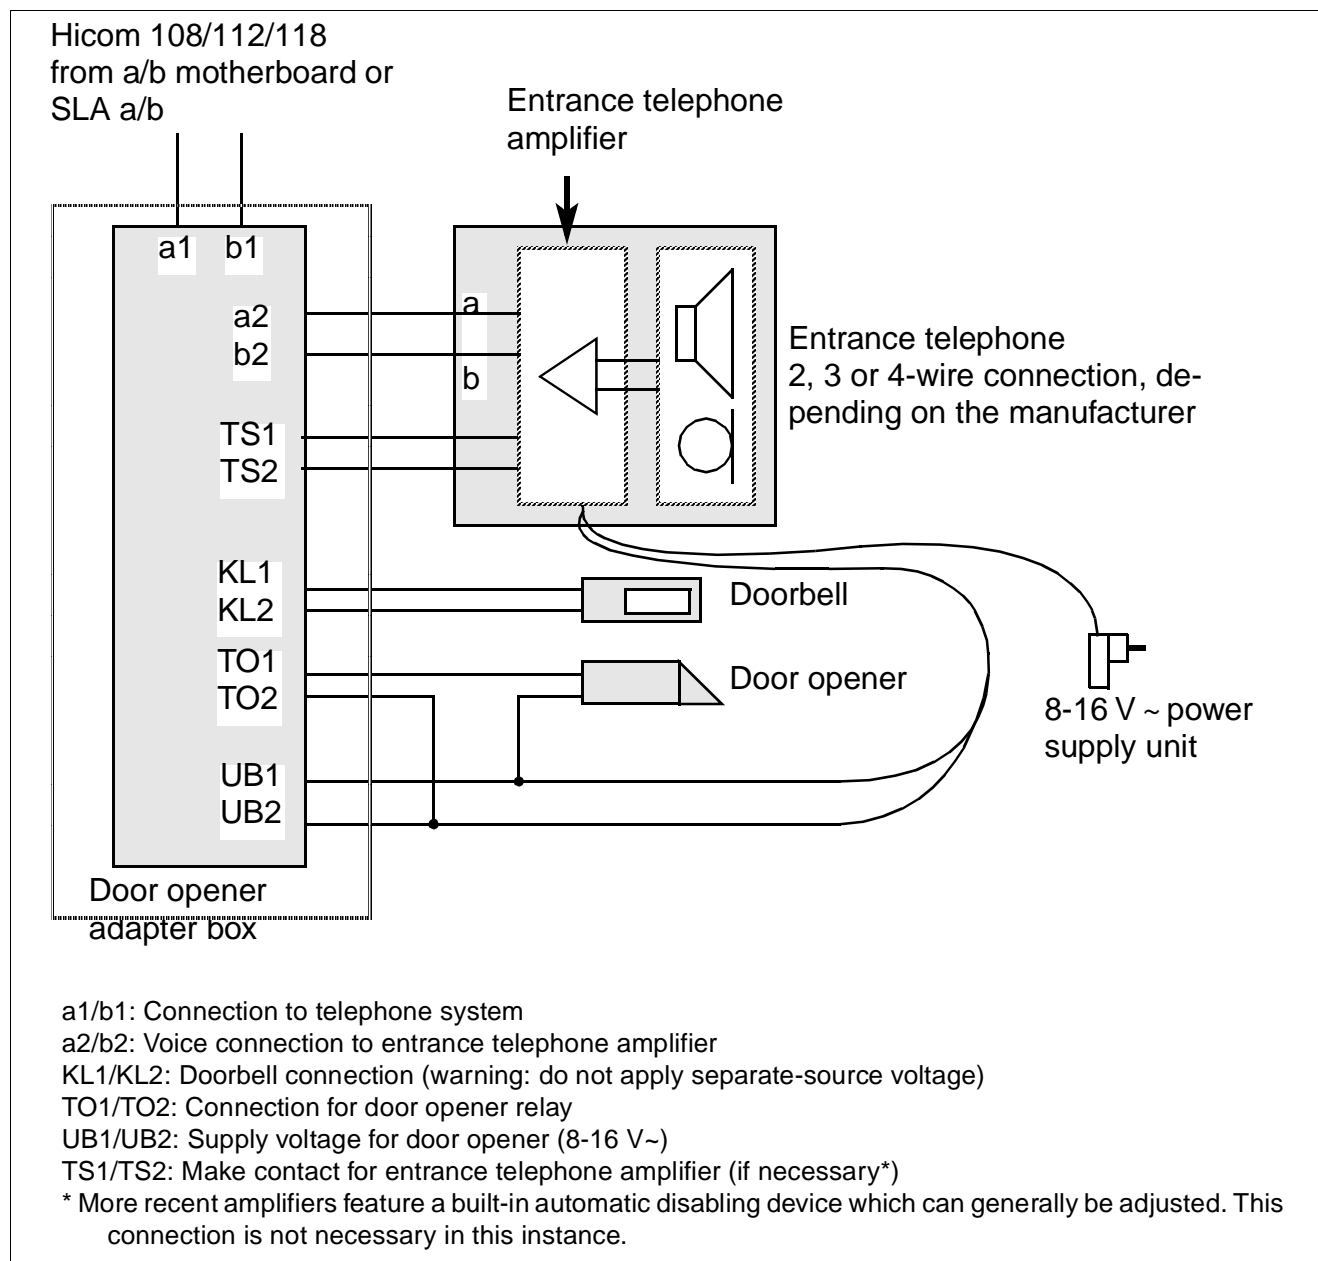 Hicom 108/112/118
from a/b motherboard or
SLA a/b
Entrance telephone
amplifier
a1 b1
a2
b2
a
b
TS1
TS2
Entrance telephone
2, 3 or 4-wire connection, de-
pending on the manufacturer
KL1
KL2
Doorbell
TO1
TO2
Door opener
8-16 V ~ power
supply unit
UB1
UB2
Door opener
adapter box
a1/b1: Connection to telephone system
a2/b2: Voice connection to entrance telephone amplifier
KL1/KL2: Doorbell connection (warning: do not apply separate-source voltage)
TO1/TO2: Connection for door opener relay
UB1/UB2: Supply voltage for door opener (8-16 V~)
TS1/TS2: Make contact for entrance telephone amplifier (if necessary*)
* More recent amplifiers feature a built-in automatic disabling device which can generally be adjusted. This
connection is not necessary in this instance.